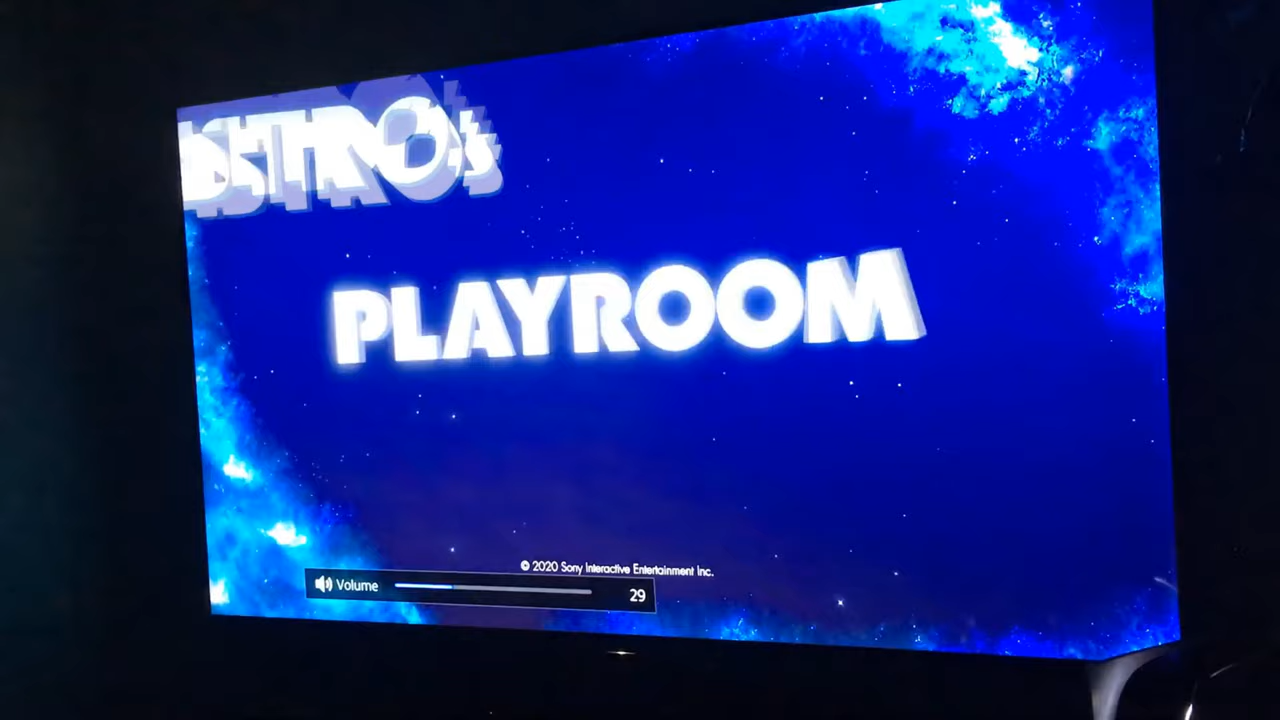 ASTRO's
PLAYROOM
© 2020 Sony Interactive Entertainment Inc.
Volume
29